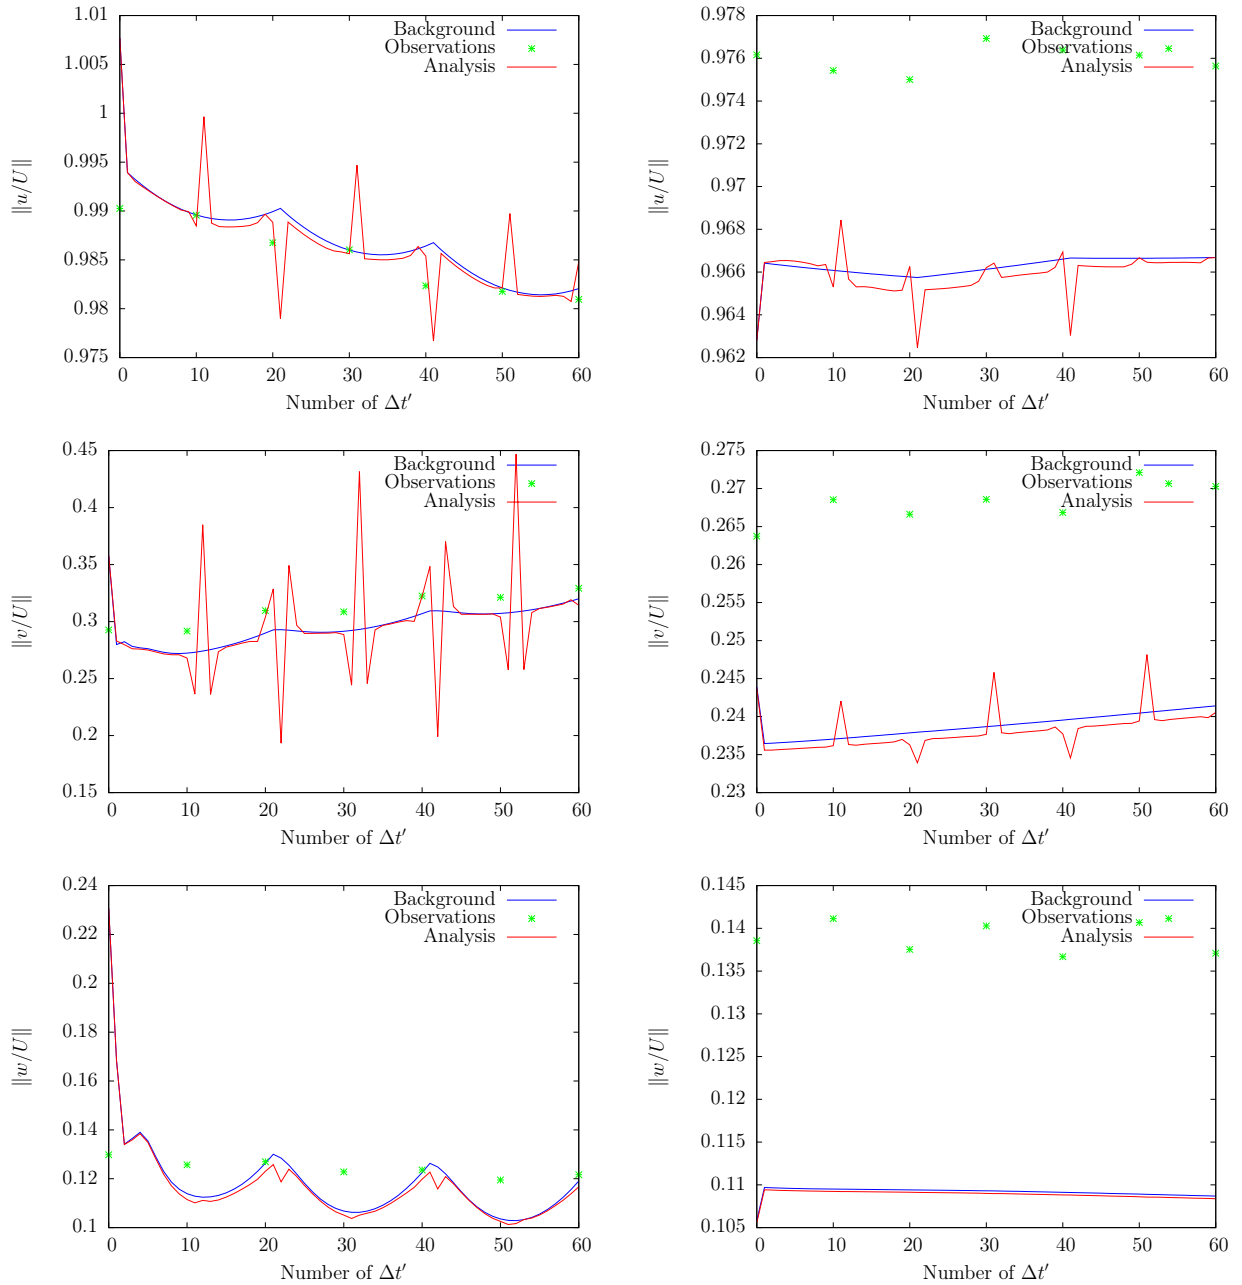 1.01
1.005
1
0.995
0.99
0.985
0.98
0.975
0 10 20 30 40 50 60
‖u/U‖
Number of Δt′
Background
Observations
Analysis
0.978
0.976
0.974
0.972
0.97
0.968
0.966
0.964
0.962
0 10 20 30 40 50 60
‖u/U‖
Number of Δt′
Background
Observations
Analysis
0.45
0.4
0.35
0.3
0.25
0.2
0.15
0 10 20 30 40 50 60
‖v/U‖
Number of Δt′
Background
Observations
Analysis
0.275
0.27
0.265
0.26
0.255
0.25
0.245
0.24
0.235
0.23
0 10 20 30 40 50 60
‖v/U‖
Number of Δt′
Background
Observations
Analysis
0.24
0.22
0.2
0.18
0.16
0.14
0.12
0.1
0 10 20 30 40 50 60
‖w/U‖
Number of Δt′
Background
Observations
Analysis
0.145
0.14
0.135
0.13
0.125
0.12
0.115
0.11
0.105
0 10 20 30 40 50 60
‖w/U‖
Number of Δt′
Background
Observations
Analysis